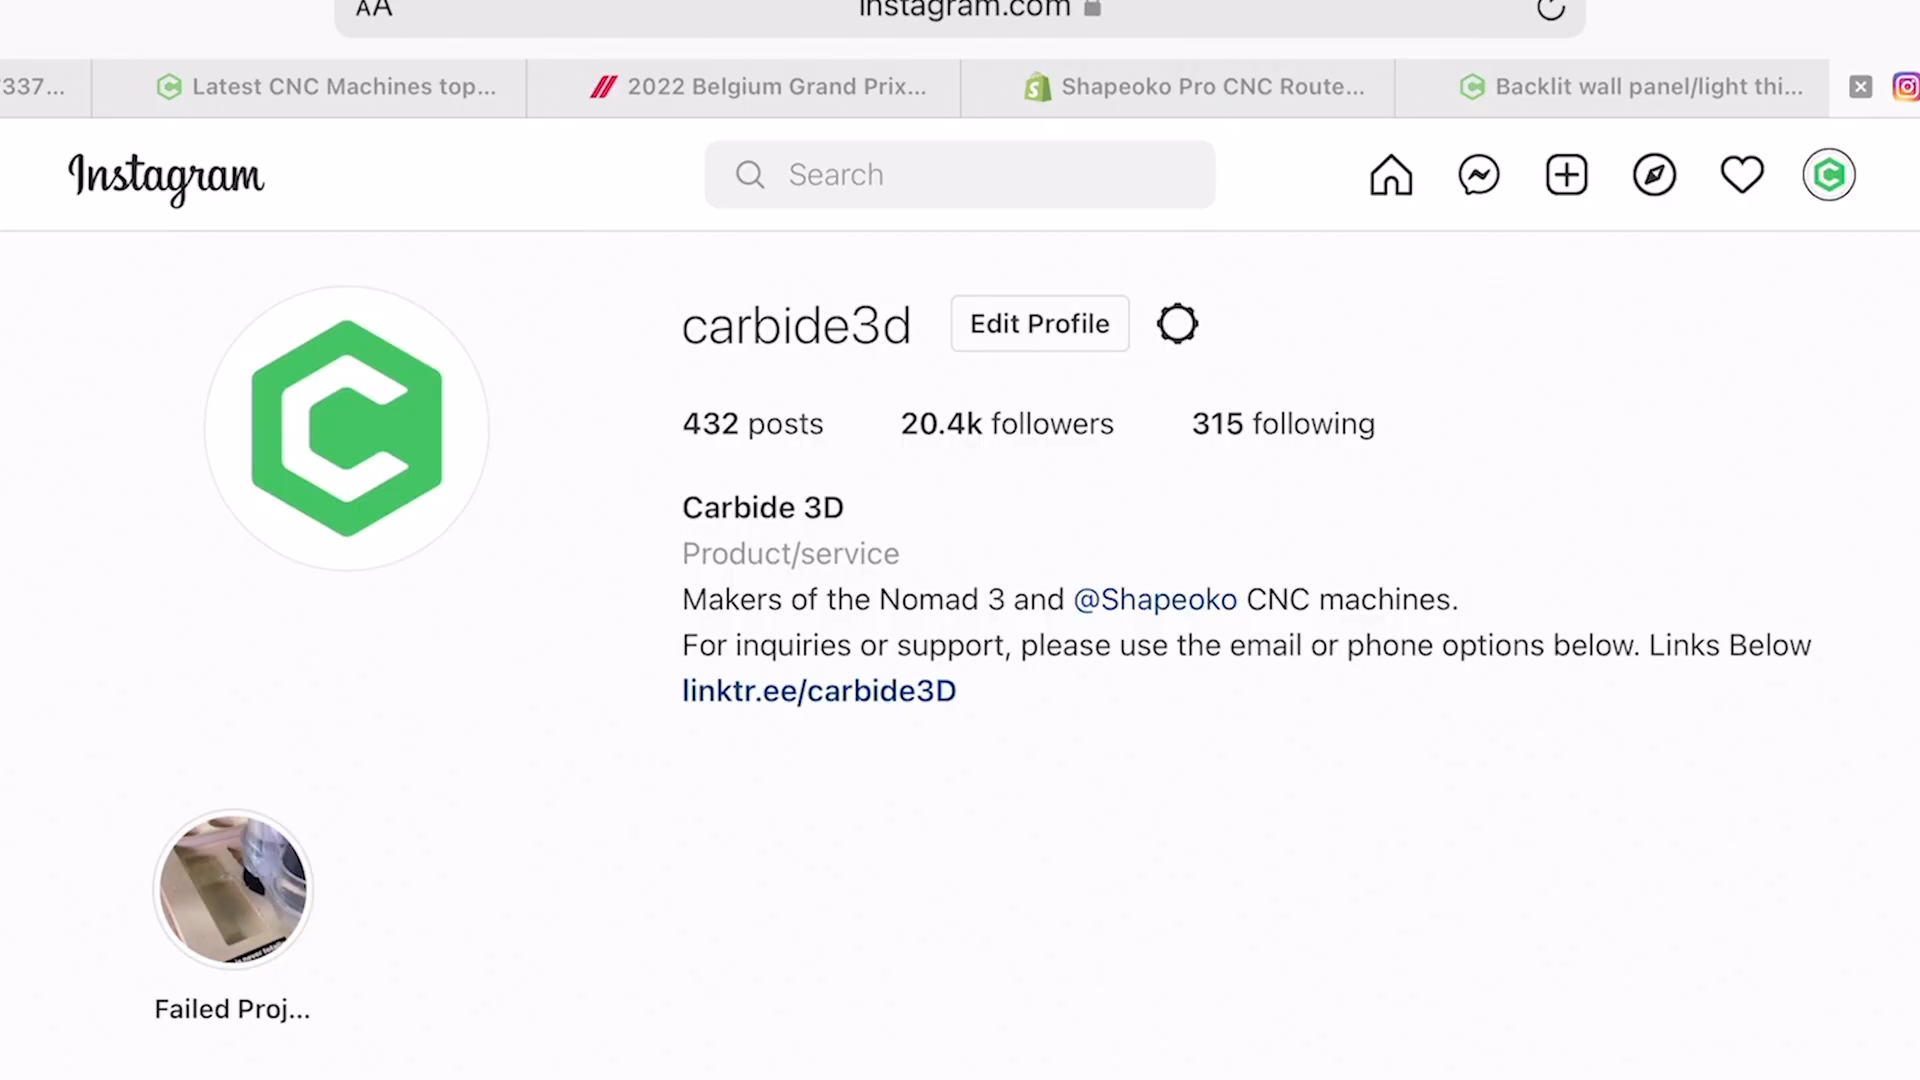 AA
instagram.com
337...
Latest CNC Machines top...
2022 Belgium Grand Prix...
Shapeoko Pro CNC Route...
Backlit wall panel/light thi...
Instagram
Search
carbide3d
Edit Profile
432 posts
20.4k followers
315 following
Carbide 3D
Product/service
Makers of the Nomad 3 and @Shapeoko CNC machines.
For inquiries or support, please use the email or phone options below. Links Below
linktr.ee/carbide3D
Failed Proj...